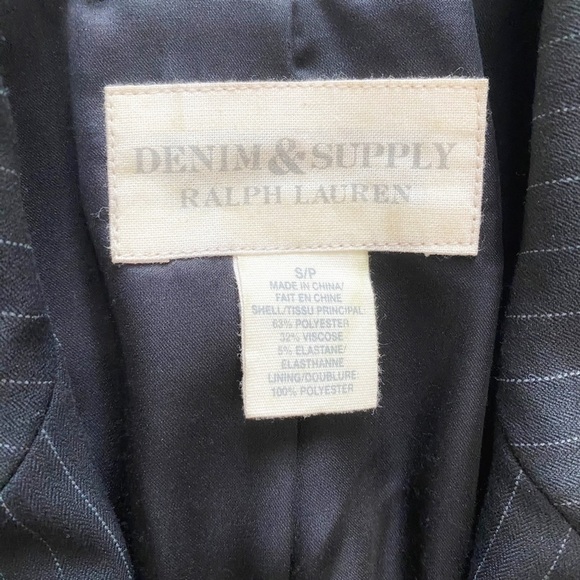 DENIM & SUPPLY
RALPH LAUREN
S/P
MADE IN CHINA/
FAIT EN CHINE
SHELL/TISSU PRINCIPAL
63% POLYESTER
32% VISCOSE
5% ELASTANE/
ELASTHANNE
LINING/DOUBLURE
100% POLYESTER